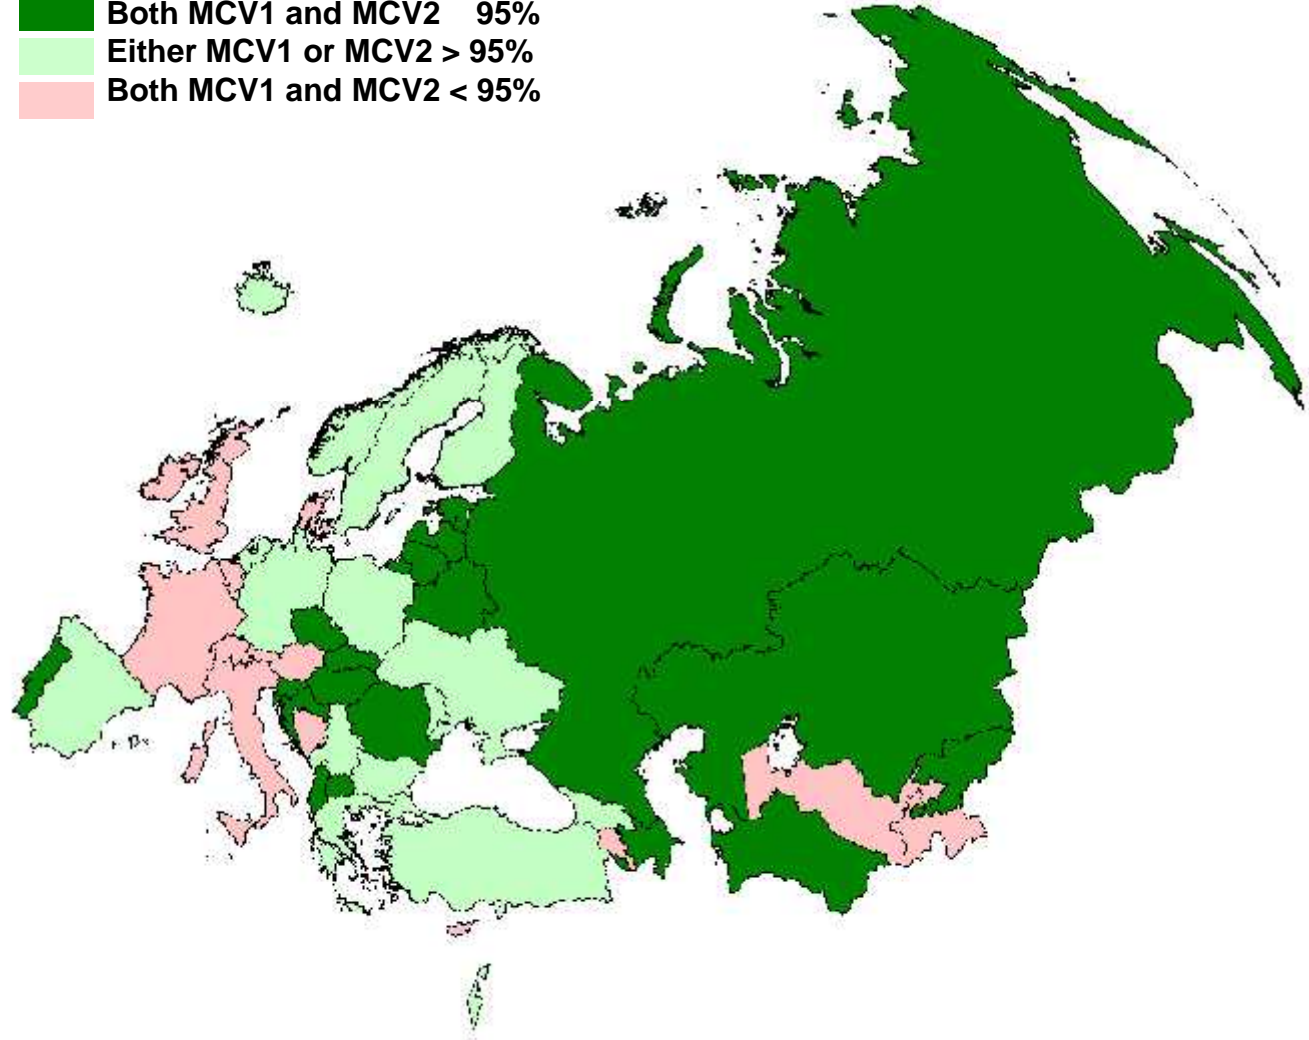 Both MCV1 and MCV2 95%
Either MCV1 or MCV2 > 95%
Both MCV1 and MCV2 < 95%